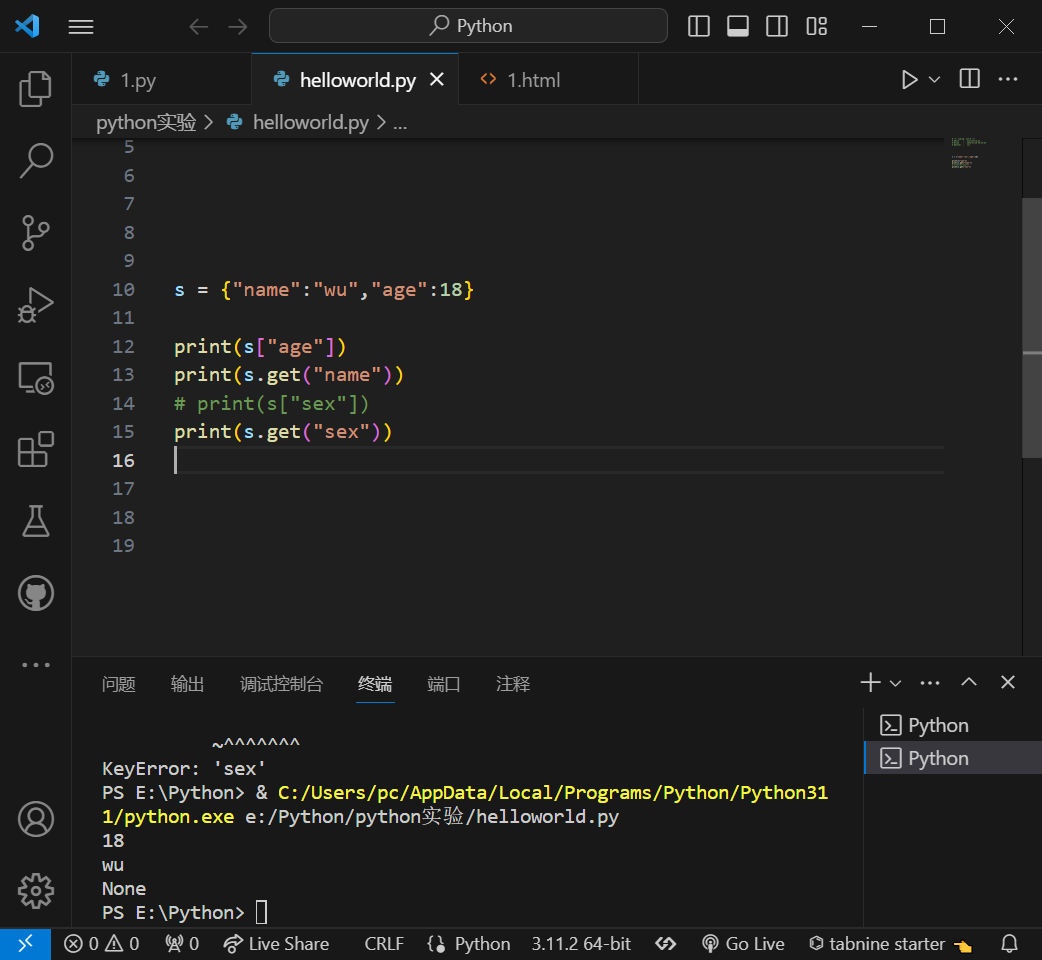 Python
1.py
helloworld.py
1.html
python实验 > helloworld.py > ...
5
6
7
8
9
10 s = {"name":"wu","age":18}
11
12 print(s["age"])
13 print(s.get("name"))
14 # print(s["sex"])
15 print(s.get("sex"))
16
17
18
19
问题 输出 调试控制台 终端 端口 注释
~^^^^^^^
KeyError: 'sex'
PS E:\Python> & C:/Users/pc/AppData/Local/Programs/Python/Python31
1/python.exe e:/Python/python实验/helloworld.py
18
wu
None
PS E:\Python>
Python
Python
0 0 0 Live Share CRLF Python 3.11.2 64-bit Go Live tabnine starter